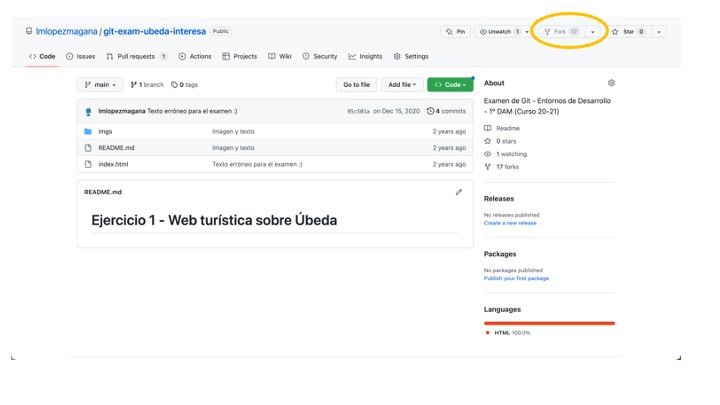 lmlopezmagana / git-exam-ubeda-interesa Public
Pin Unwatch 1 Fork 17 Star 0
Code Issues Pull requests 1 Actions Projects Wiki Security Insights Settings
main 1 branch 0 tags Go to file Add file Code
lmlopezmagana Texto erróneo para el examen :) 95c501a on Dec 15, 2020 4 commits
imgs Imagen y texto 2 years ago
README.md Imagen y texto 2 years ago
index.html Texto erróneo para el examen :) 2 years ago
README.md
Ejercicio 1 - Web turística sobre Úbeda
About
Examen de Git - Entornos de Desarrollo
- 1º DAM (Curso 20-21)
Readme
0 stars
1 watching
17 forks
Releases
No releases published
Create a new release
Packages
No packages published
Publish your first package
Languages
HTML 100.0%